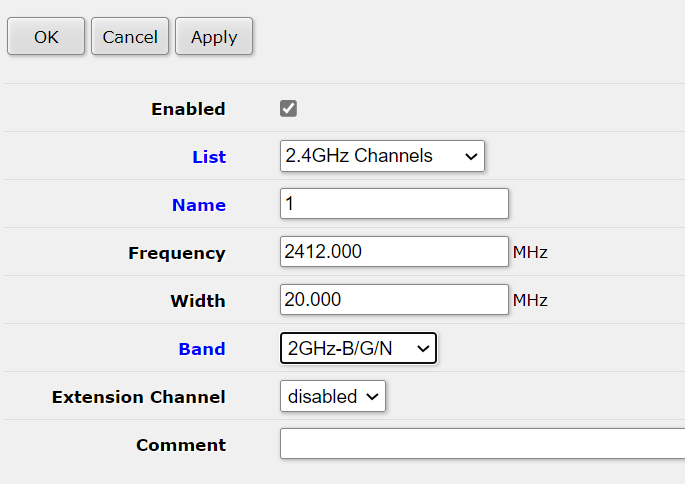 OK Cancel Apply
Enabled
List 2.4GHz Channels
Name 1
Frequency 2412.000 MHz
Width 20.000 MHz
Band 2GHz-B/G/N
Extension Channel disabled
Comment